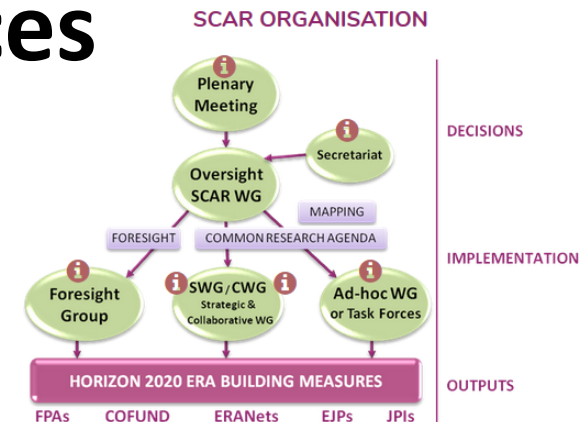 ces
SCAR ORGANISATION
Plenary
Meeting
DECISIONS
Secretariat
Oversight
SCAR WG
MAPPING
FORESIGHT
COMMON RESEARCH AGENDA
IMPLEMENTATION
Foresight
Group
SWG/CWG
Strategic &
Collaborative WG
Ad-hoc WG
or Task Forces
HORIZON 2020 ERA BUILDING MEASURES
OUTPUTS
FPAs COFUND ERANets EJPs JPIs